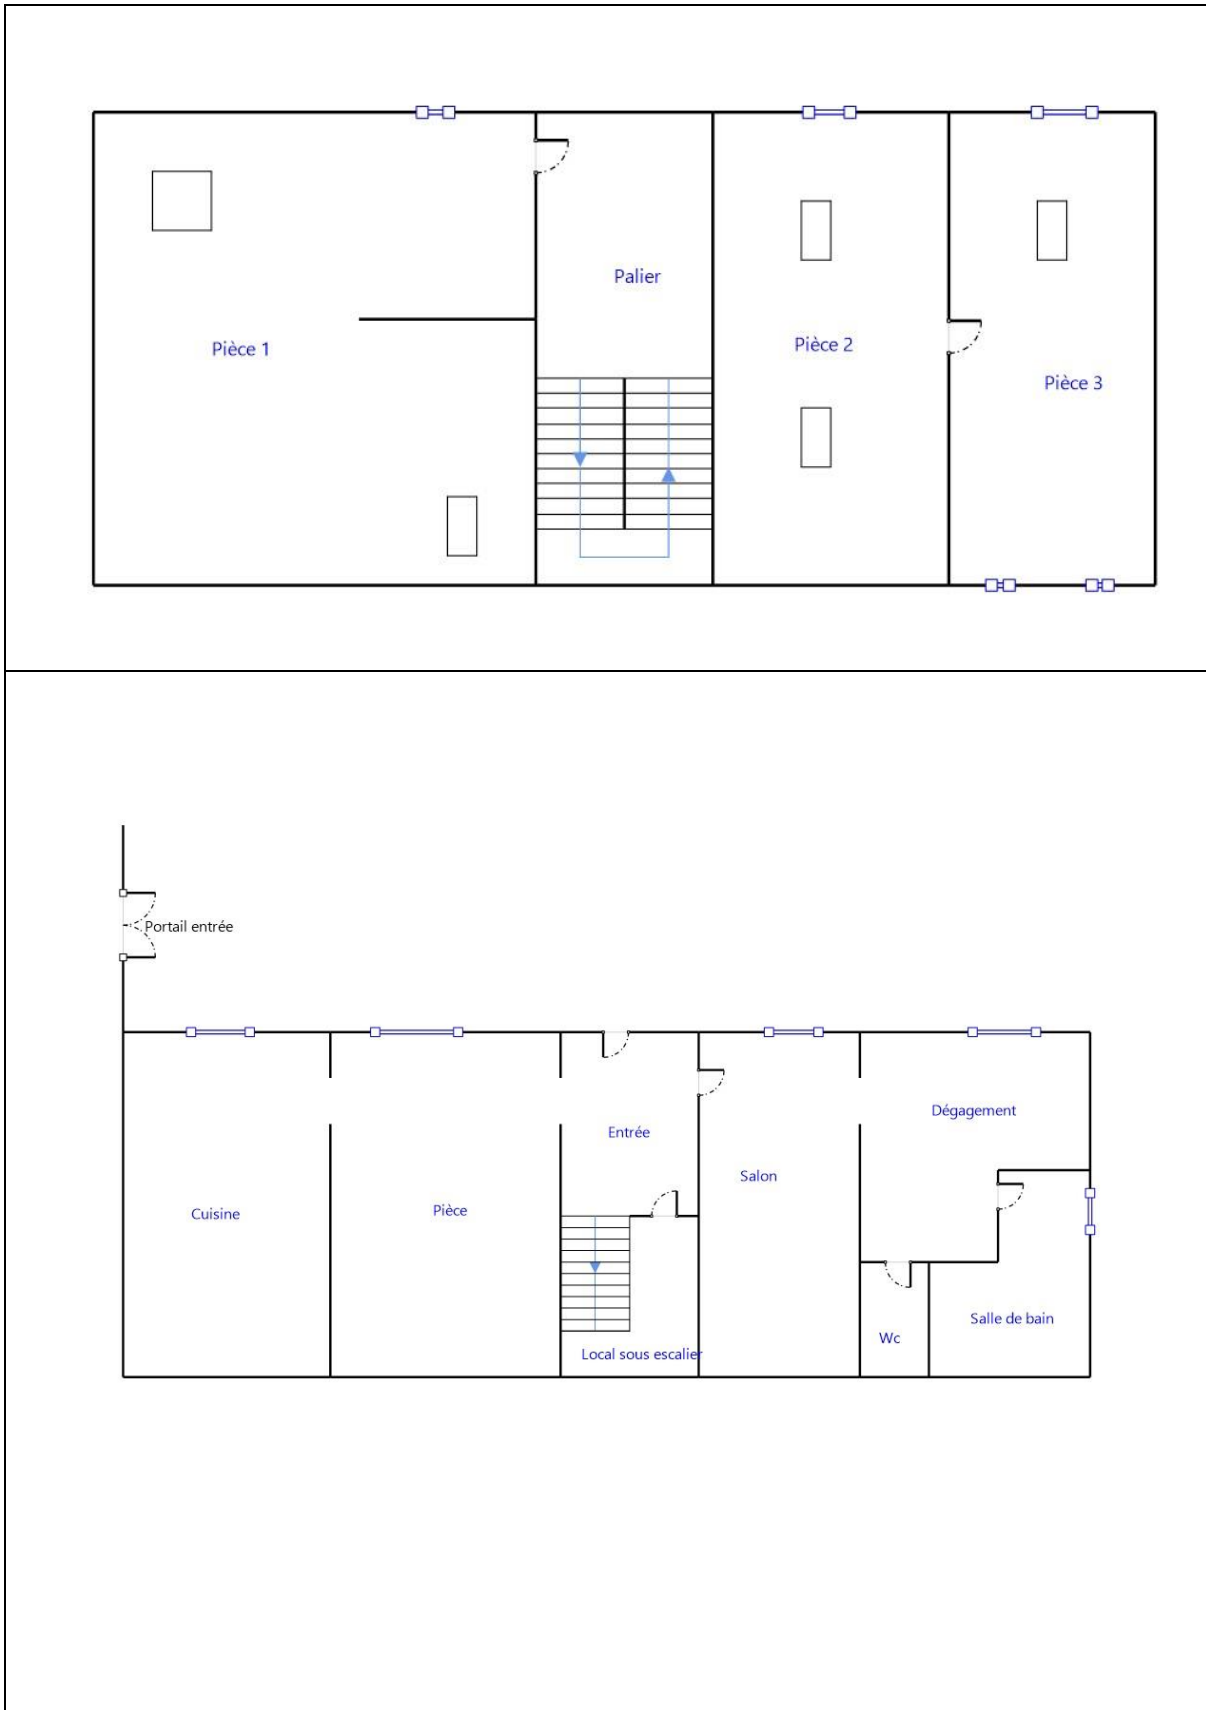 Palier
Pièce 1
Pièce 2
Pièce 3
Portail entrée
Dégagement
Entrée
Salon
Cuisine
Pièce
Salle de bain
Wc
Local sous escalier